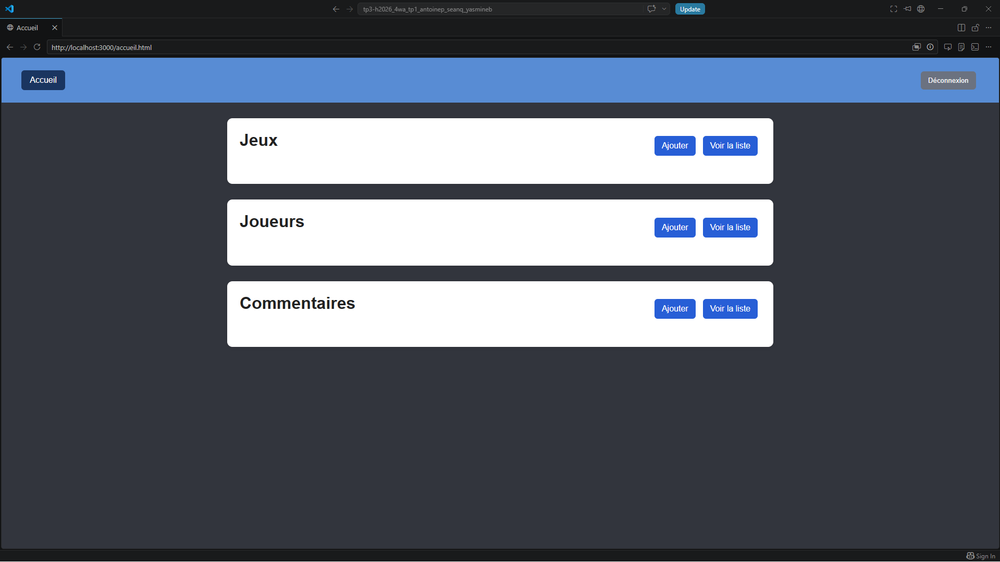 tp3-h2026_4wa_tp1_antoinep_seanq_yasmineb
Update
Accueil
http://localhost:3000/accueil.html
Accueil
Déconnexion
Jeux
Ajouter
Voir la liste
Joueurs
Ajouter
Voir la liste
Commentaires
Ajouter
Voir la liste
Sign In